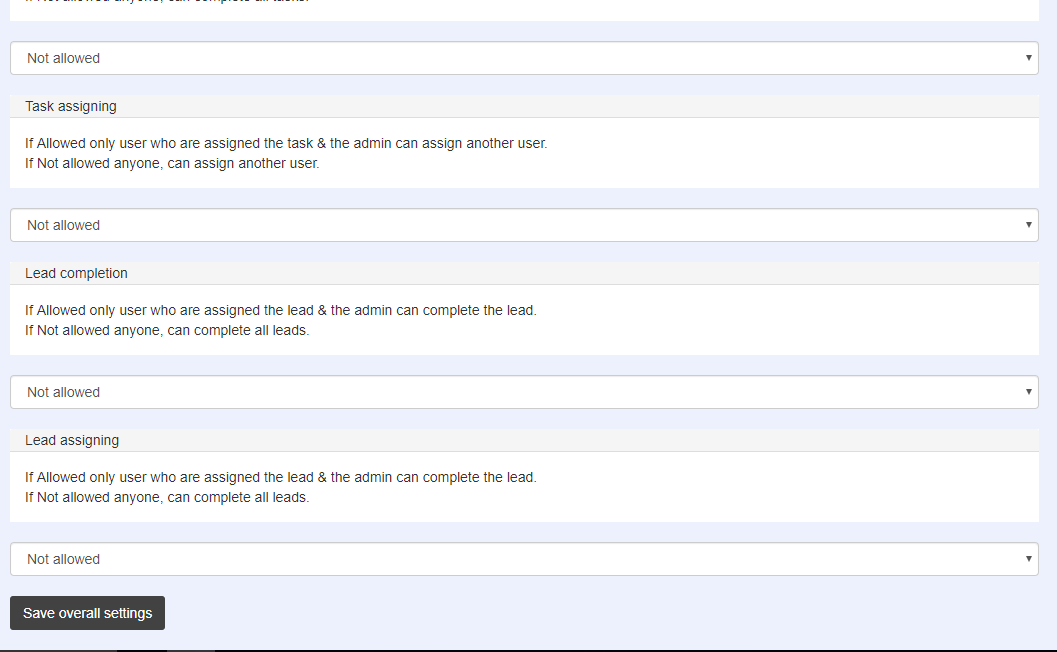 Not allowed
Task assigning
If Allowed only user who are assigned the task & the admin can assign another user.
If Not allowed anyone, can assign another user.
Not allowed
Lead completion
If Allowed only user who are assigned the lead & the admin can complete the lead.
If Not allowed anyone, can complete all leads.
Not allowed
Lead assigning
If Allowed only user who are assigned the lead & the admin can complete the lead.
If Not allowed anyone, can complete all leads.
Not allowed
Save overall settings